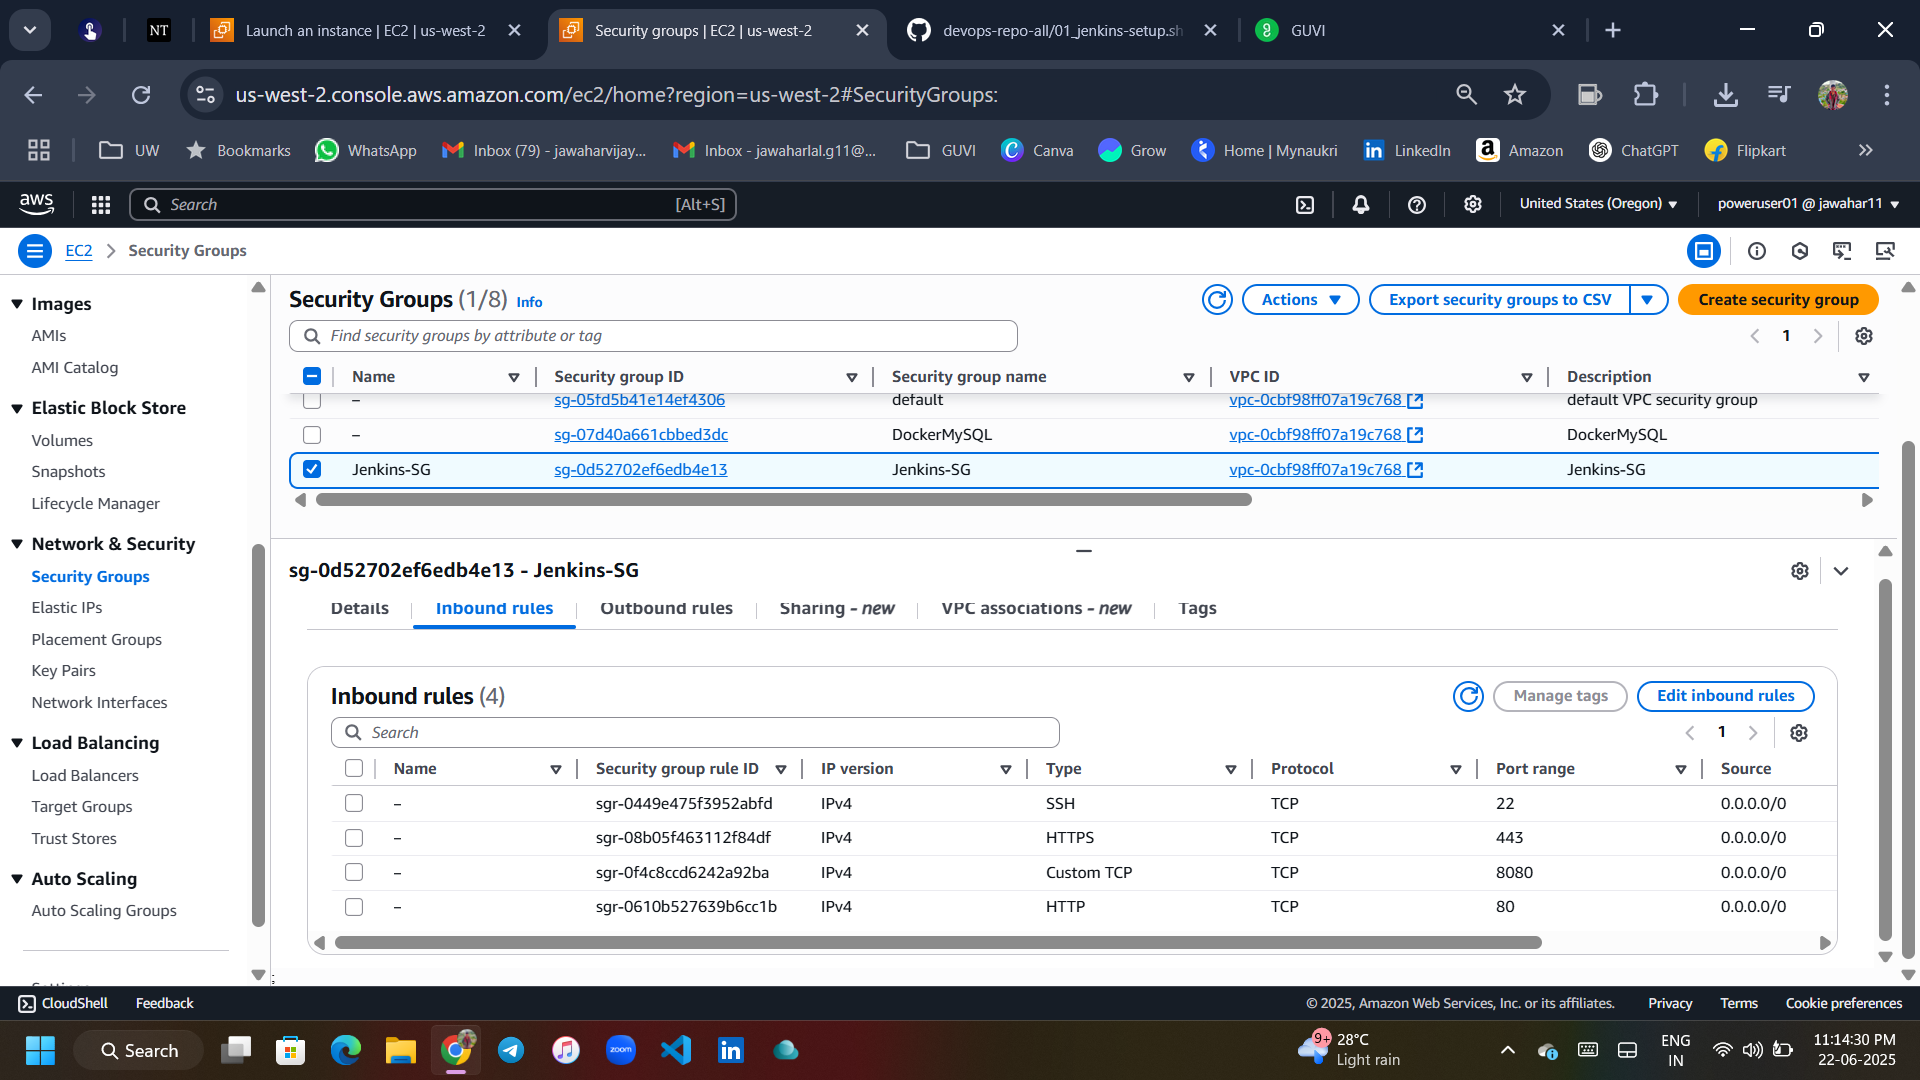 NT
Launch an instance | EC2 | us-west-2
Security groups | EC2 | us-west-2
devops-repo-all/01_jenkins-setup.sh
GUVI
us-west-2.console.aws.amazon.com/ec2/home?region=us-west-2#SecurityGroups:
UW
Bookmarks
WhatsApp
Inbox (79) - jawaharvijay...
Inbox - jawaharlal.g11@...
GUVI
Canva
Grow
Home | Mynaukri
LinkedIn
Amazon
ChatGPT
Flipkart
aws
Search
[Alt+S]
United States (Oregon)
poweruser01 @ jawahar11
EC2
Security Groups
Images
AMIs
AMI Catalog
Elastic Block Store
Volumes
Snapshots
Lifecycle Manager
Network & Security
Security Groups
Elastic IPs
Placement Groups
Key Pairs
Network Interfaces
Load Balancing
Load Balancers
Target Groups
Trust Stores
Auto Scaling
Auto Scaling Groups
Security Groups (1/8) Info
Actions
Export security groups to CSV
Create security group
Find security groups by attribute or tag
1
Name Security group ID Security group name VPC ID Description
– sg-05fd5b41e14ef4306 default vpc-0cbf98ff07a19c768 default VPC security group
– sg-07d40a661cbbed3dc DockerMySQL vpc-0cbf98ff07a19c768 DockerMySQL
Jenkins-SG sg-0d52702ef6edb4e13 Jenkins-SG vpc-0cbf98ff07a19c768 Jenkins-SG
sg-0d52702ef6edb4e13 - Jenkins-SG
Details Inbound rules Outbound rules Sharing - new VPC associations - new Tags
Inbound rules (4)
Manage tags
Edit inbound rules
Search
1
Name Security group rule ID IP version Type Protocol Port range Source
– sgr-0449e475f3952abfd IPv4 SSH TCP 22 0.0.0.0/0
– sgr-08b05f463112f84df IPv4 HTTPS TCP 443 0.0.0.0/0
– sgr-0f4c8ccd6242a92ba IPv4 Custom TCP TCP 8080 0.0.0.0/0
– sgr-0610b527639b6cc1b IPv4 HTTP TCP 80 0.0.0.0/0
CloudShell
Feedback
© 2025, Amazon Web Services, Inc. or its affiliates.
Privacy
Terms
Cookie preferences
Search
zoom
9+
28°C
Light rain
ENG
IN
11:14:30 PM
22-06-2025